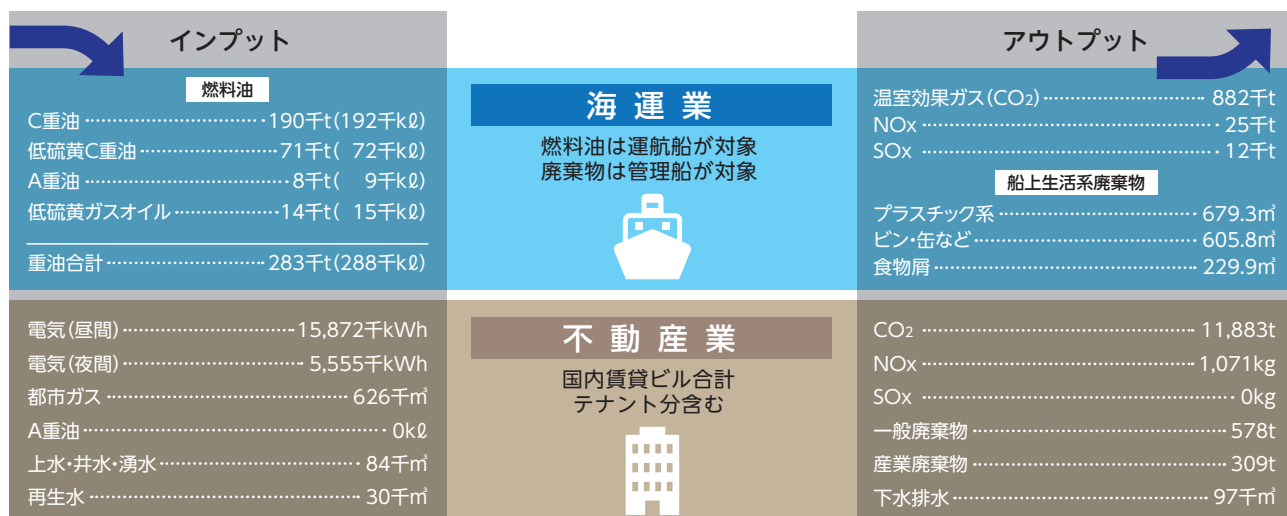 インプット
燃料油
C重油 190千t(192千kℓ)
低硫黄C重油 71千t( 72千kℓ)
A重油 8千t( 9千kℓ)
低硫黄ガスオイル 14千t( 15千kℓ)
重油合計 283千t(288千kℓ)
海運業
燃料油は運航船が対象
廃棄物は管理船が対象
アウトプット
温室効果ガス(CO₂) 882千t
NOx 25千t
SOx 12千t
船上生活系廃棄物
プラスチック系 679.3㎥
ビン・缶など 605.8㎥
食物屑 229.9㎥
電気(昼間) 15,872千kWh
電気(夜間) 5,555千kWh
都市ガス 626千㎥
A重油 0kℓ
上水・井水・湧水 84千㎥
再生水 30千㎥
不動産業
国内賃貸ビル合計
テナント分含む
CO₂ 11,883t
NOx 1,071kg
SOx 0kg
一般廃棄物 578t
産業廃棄物 309t
下水排水 97千㎥